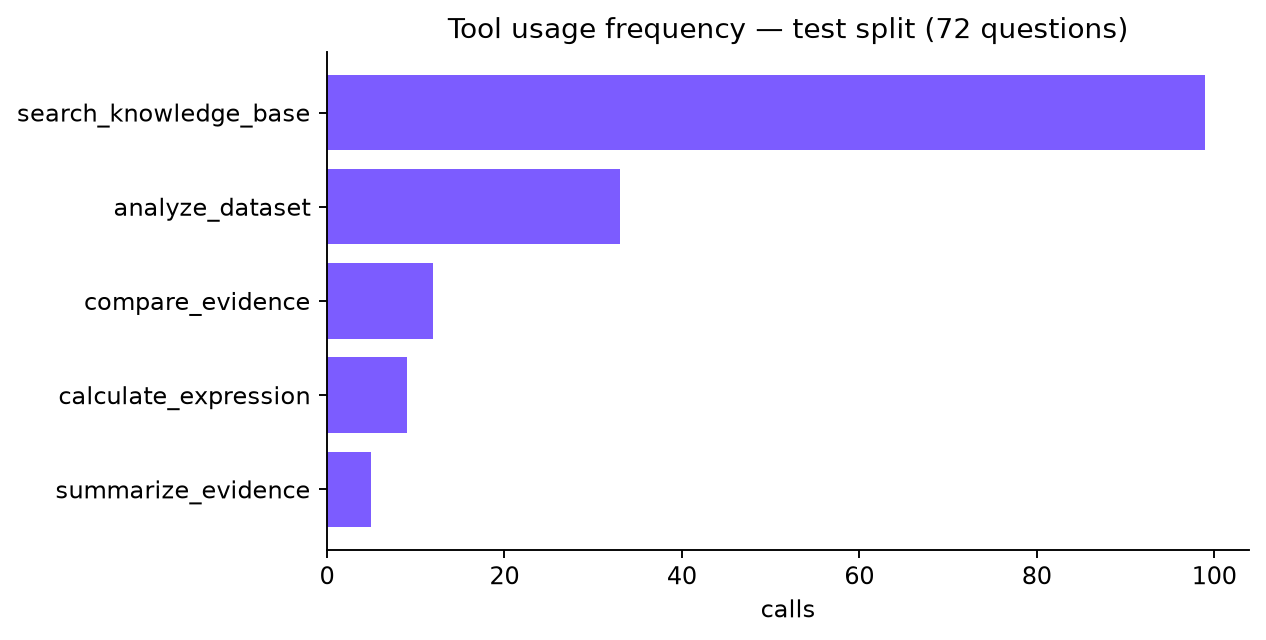 Tool usage frequency — test split (72 questions)
search_knowledge_base
analyze_dataset
compare_evidence
calculate_expression
summarize_evidence
0 20 40 60 80 100
calls